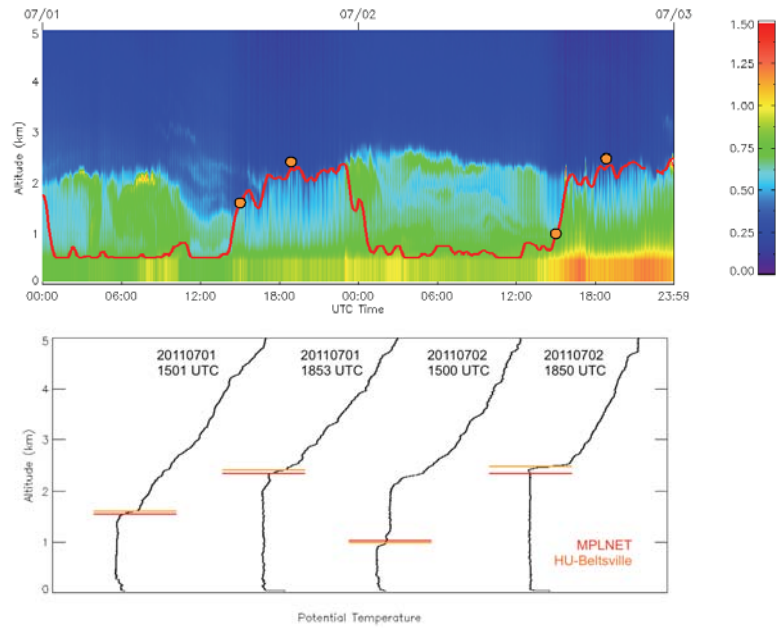 07/01 07/02 07/03
5
4
3
2
1
0
Altitude (km)
00:00 06:00 12:00 18:00 00:00 06:00 12:00 18:00 23:59
UTC Time
1.50
1.25
1.00
0.75
0.50
0.25
0.00
5
4
3
2
1
0
Altitude (km)
20110701 20110701 20110702 20110702
1501 UTC 1853 UTC 1500 UTC 1850 UTC
MPLNET
HU-Beltsville
Potential Temperature